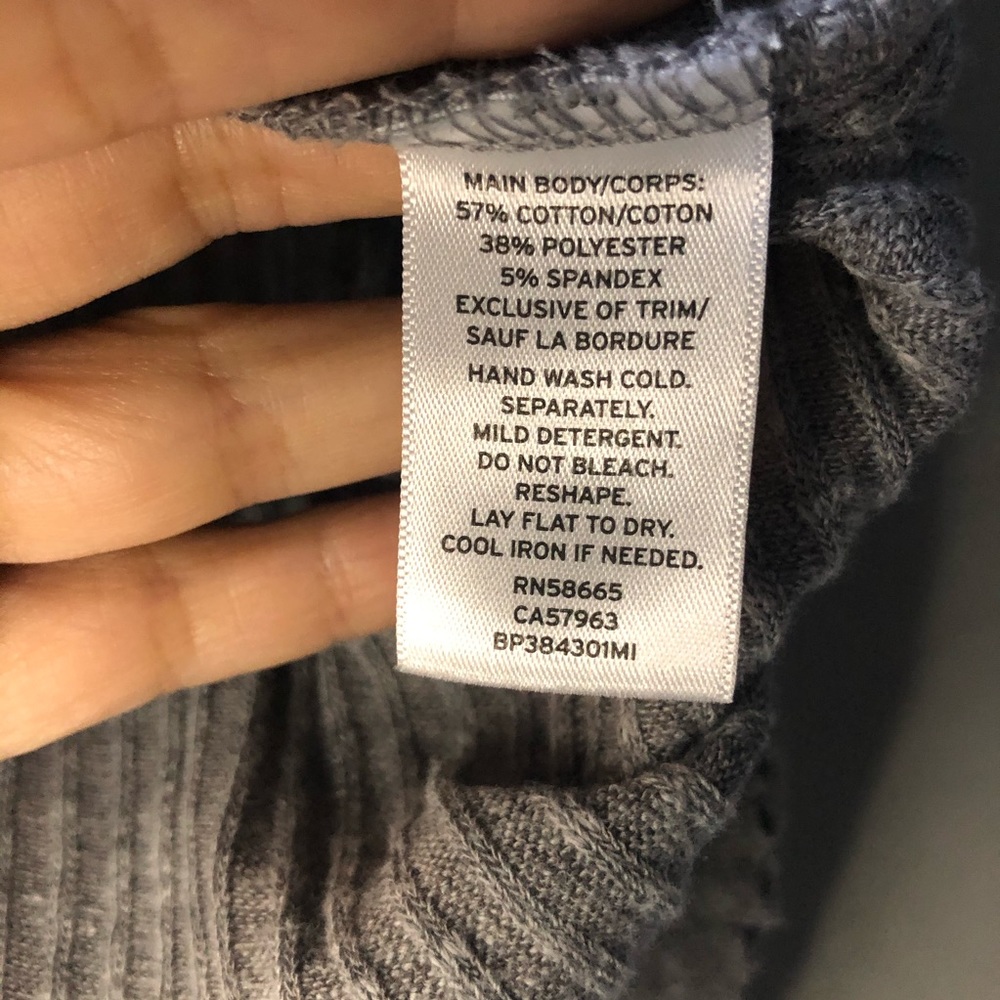 MAIN BODY/CORPS:
57% COTTON/COTON
38% POLYESTER
5% SPANDEX
EXCLUSIVE OF TRIM/
SAUF LA BORDURE
HAND WASH COLD.
SEPARATELY.
MILD DETERGENT.
DO NOT BLEACH.
RESHAPE.
LAY FLAT TO DRY.
COOL IRON IF NEEDED.
RN58665
CA57963
BP384301MI